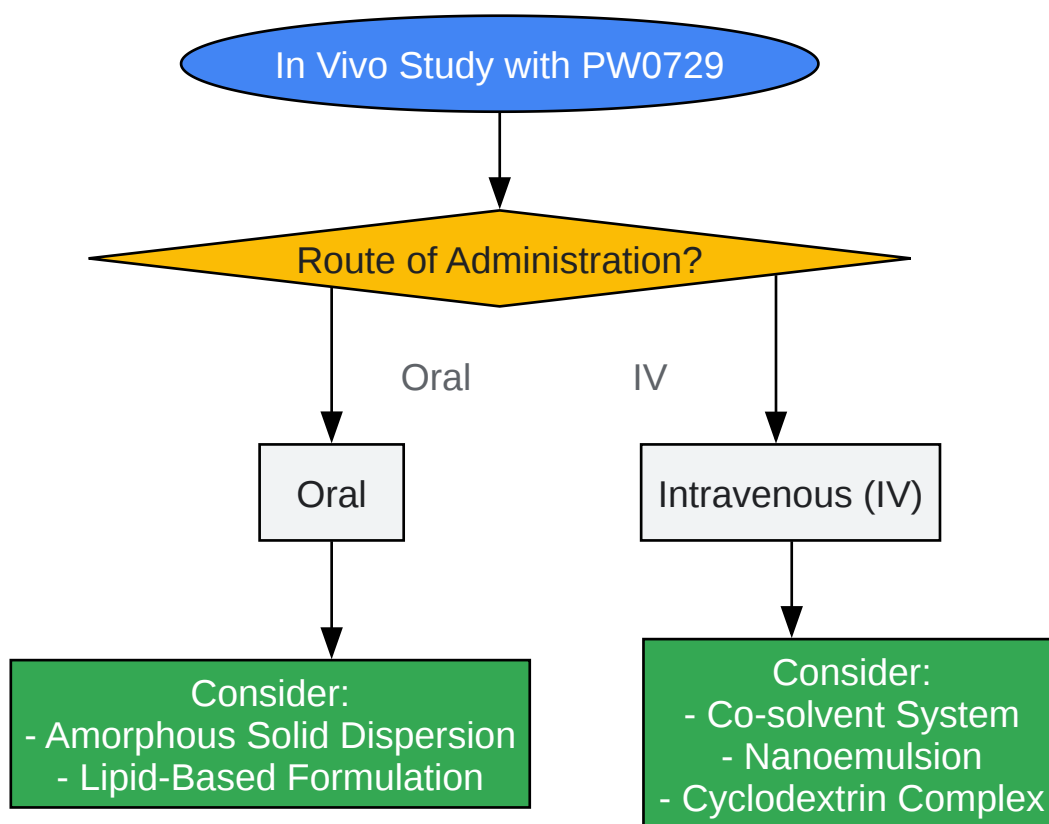 In Vivo Study with PW0729
Route of Administration?
Oral
IV
Oral
Intravenous (IV)
Consider:
- Amorphous Solid Dispersion
- Lipid-Based Formulation
Consider:
- Co-solvent System
- Nanoemulsion
- Cyclodextrin Complex